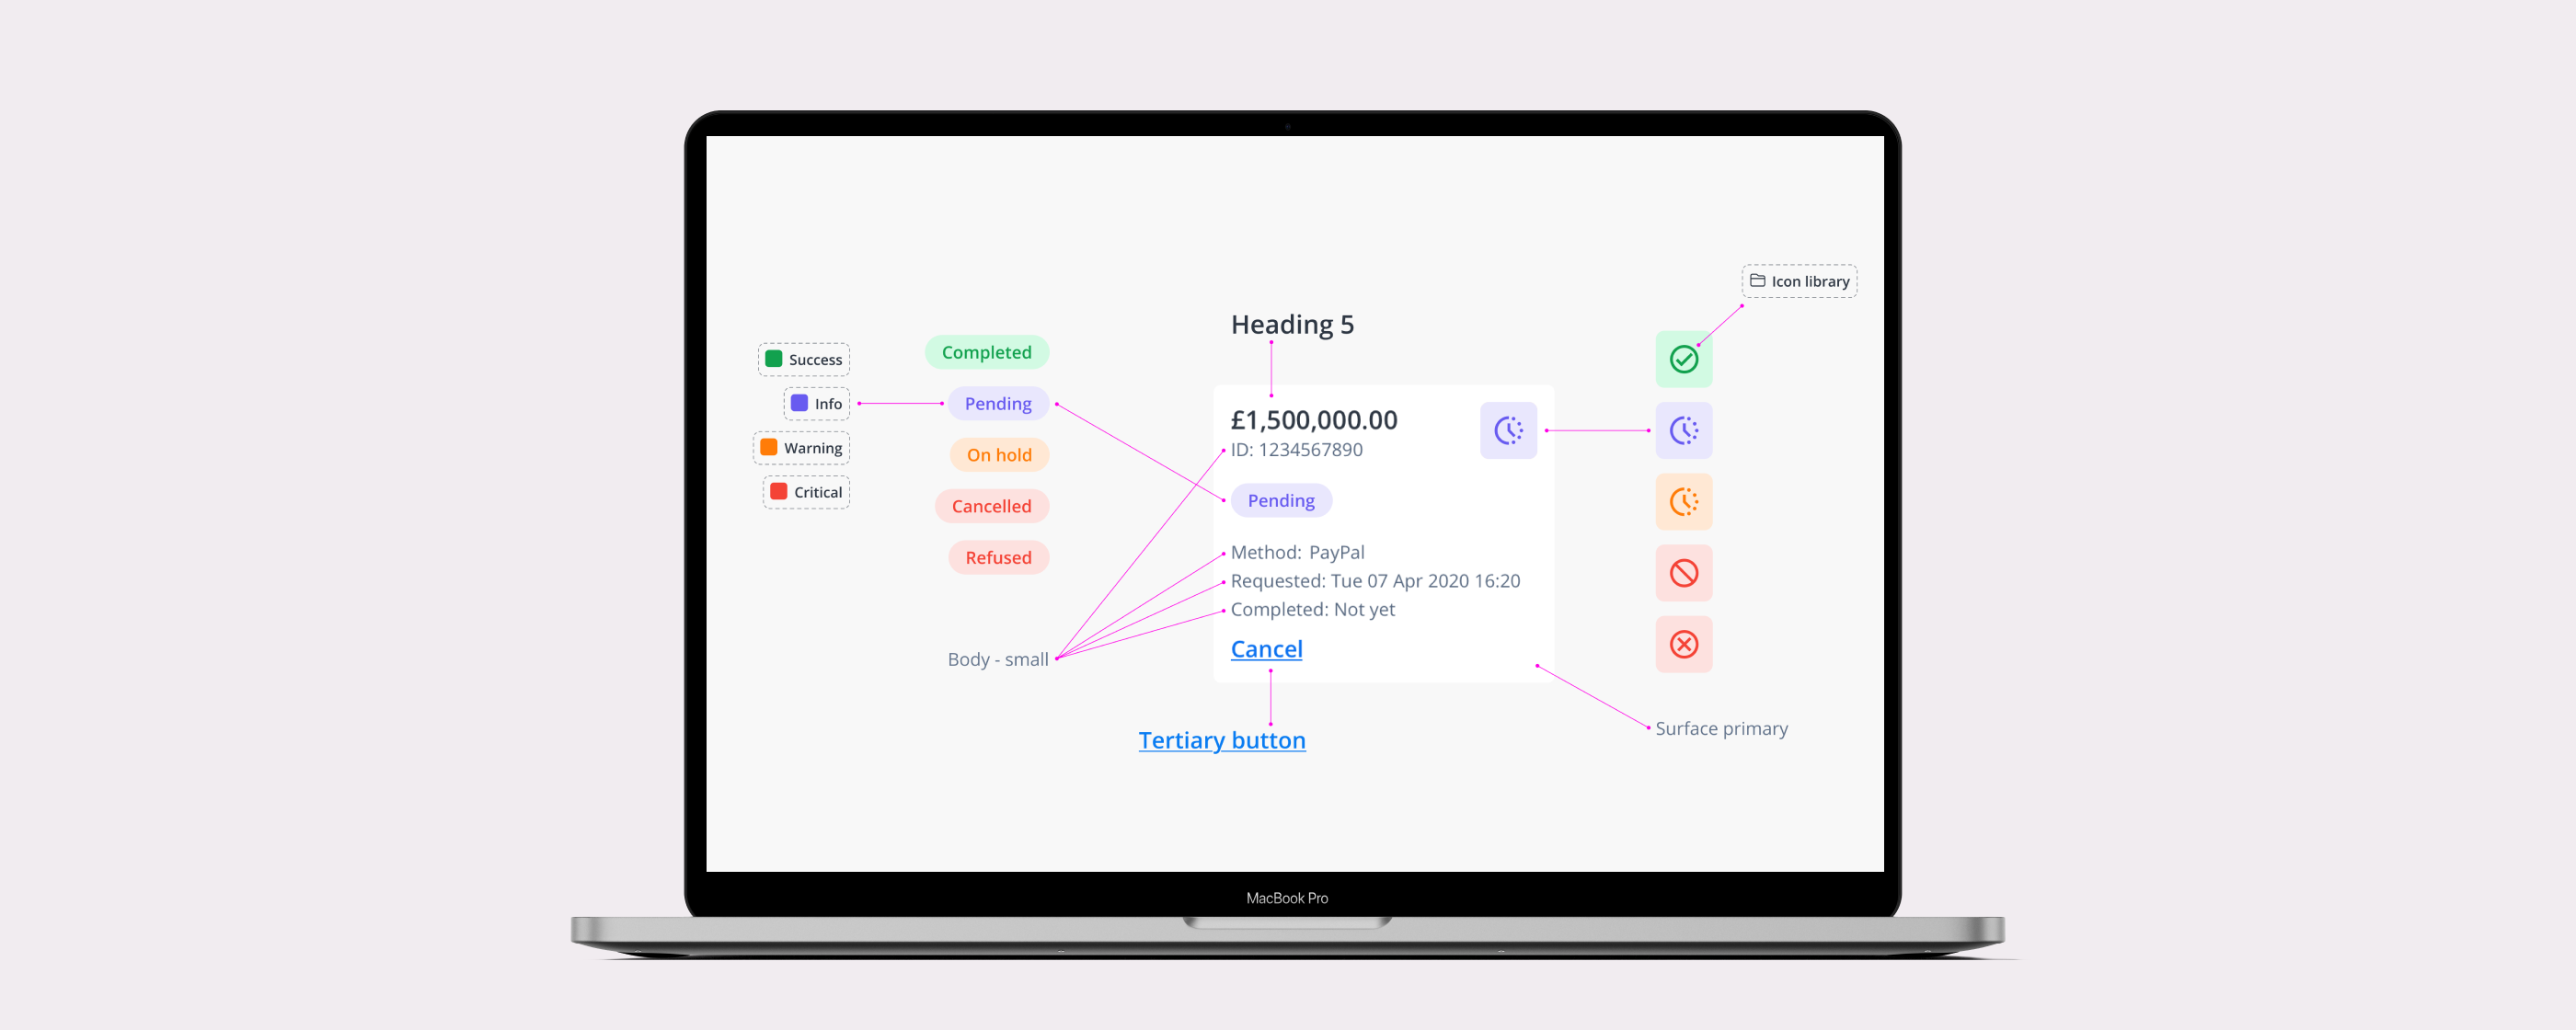 Icon library
Heading 5
Success
Info
Warning
Critical
Completed
Pending
On hold
Cancelled
Refused
£1,500,000.00
ID: 1234567890
Pending
Method: PayPal
Requested: Tue 07 Apr 2020 16:20
Completed: Not yet
Cancel
Body - small
Tertiary button
Surface primary
MacBook Pro